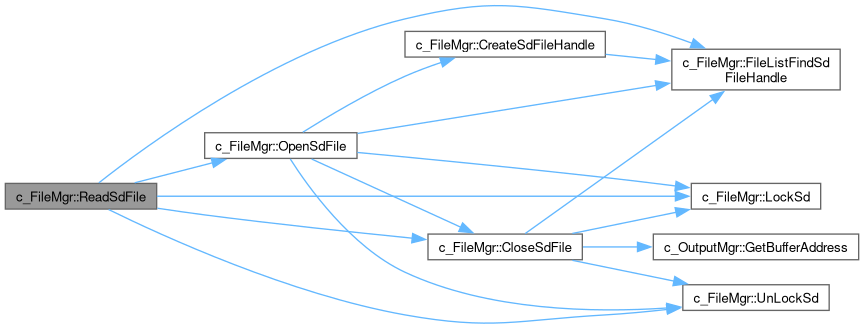 c_FileMgr::CreateSdFileHandle
c_FileMgr::FileListFindSd
FileHandle
c_FileMgr::OpenSdFile
c_FileMgr::ReadSdFile
c_FileMgr::LockSd
c_FileMgr::CloseSdFile
c_OutputMgr::GetBufferAddress
c_FileMgr::UnLockSd